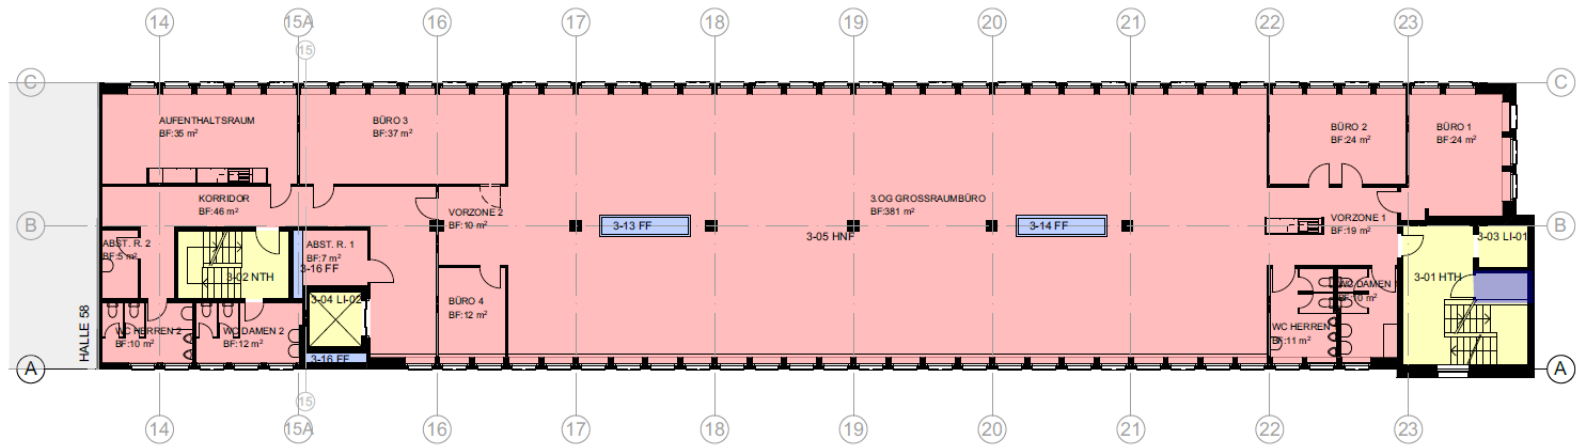 14 15A 16 17 18 19 20 21 22 23
15
C C
AUFENTHALTSRAUM
BF:35 m²
BÜRO 3
BF:37 m²
BÜRO 2
BF:24 m²
BÜRO 1
BF:24 m²
KORRIDOR
BF:46 m²
3.OG GROSSRAUMBÜRO
BF:381 m²
VORZONE 2
BF:10 m²
VORZONE 1
BF:19 m²
B B
3-13 FF
3-14 FF
3-05 HNF
3-03 LI-01
ABST. R. 2
BF:5 m²
ABST. R. 1
BF:7 m²
3-16 FF
3-02 NTH
3-01 HTH
3-04 LI-02
BÜRO 4
BF:12 m²
WC DAMEN
BF:10 m²
HALLE 58
WC HERREN 2
BF:10 m²
WC DAMEN 2
BF:12 m²
WC HERREN
BF:11 m²
3-16 FF
A A
15
14 15A 16 17 18 19 20 21 22 23